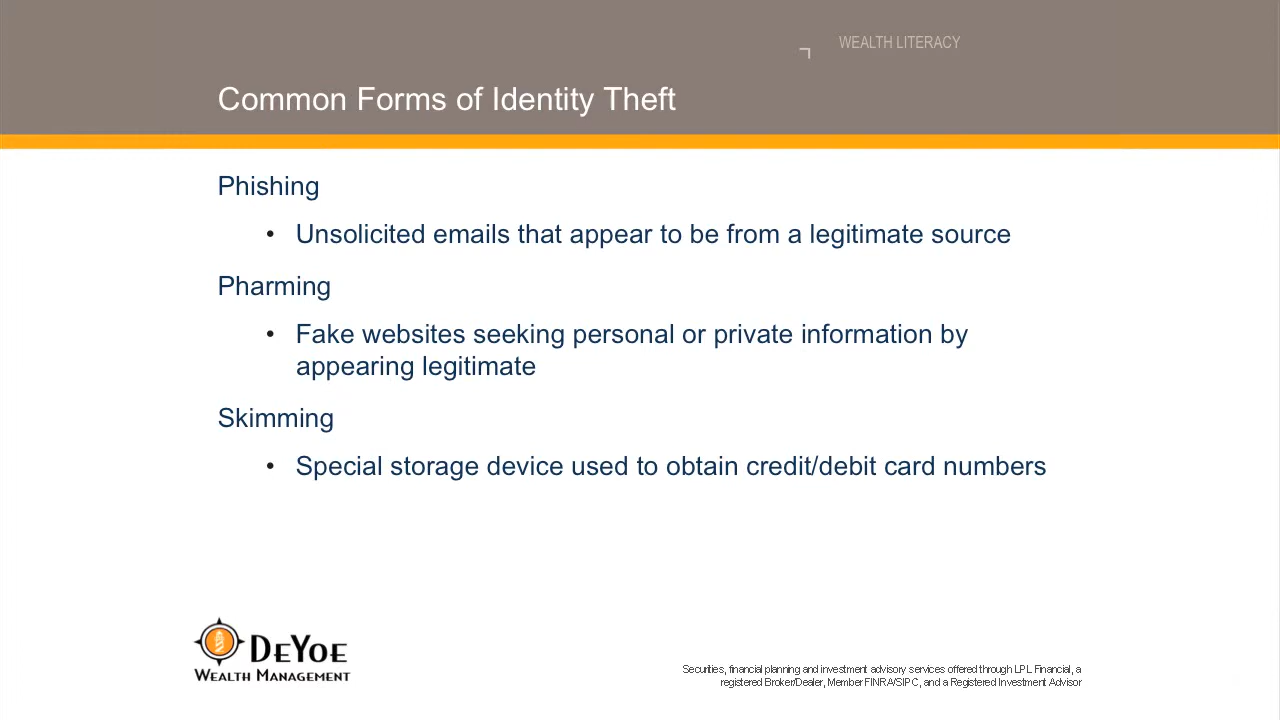 WEALTH LITERACY
Common Forms of Identity Theft
Phishing
• Unsolicited emails that appear to be from a legitimate source
Pharming
• Fake websites seeking personal or private information by
appearing legitimate
Skimming
• Special storage device used to obtain credit/debit card numbers
DEYOE
WEALTH MANAGEMENT
Securities, financial planning and investment advisory services offered through LPL Financial, a
registered Broker/Dealer, Member FINRA/SIPC, and a Registered Investment Advisor